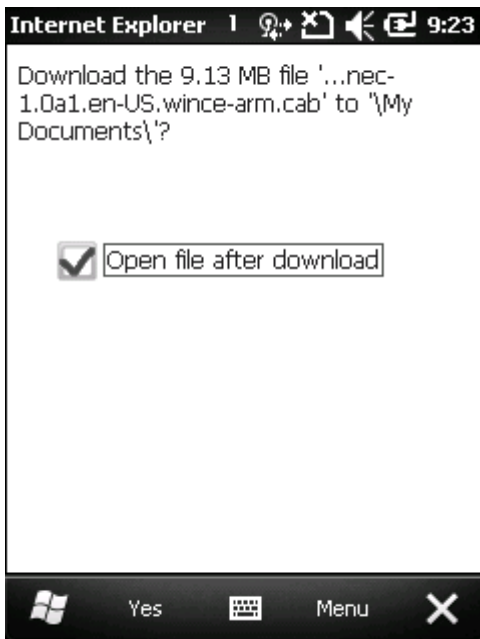 Internet Explorer 9:23
Download the 9.13 MB file '...nec-
1.0a1.en-US.wince-arm.cab' to '\My
Documents\'?
Open file after download
Yes Menu